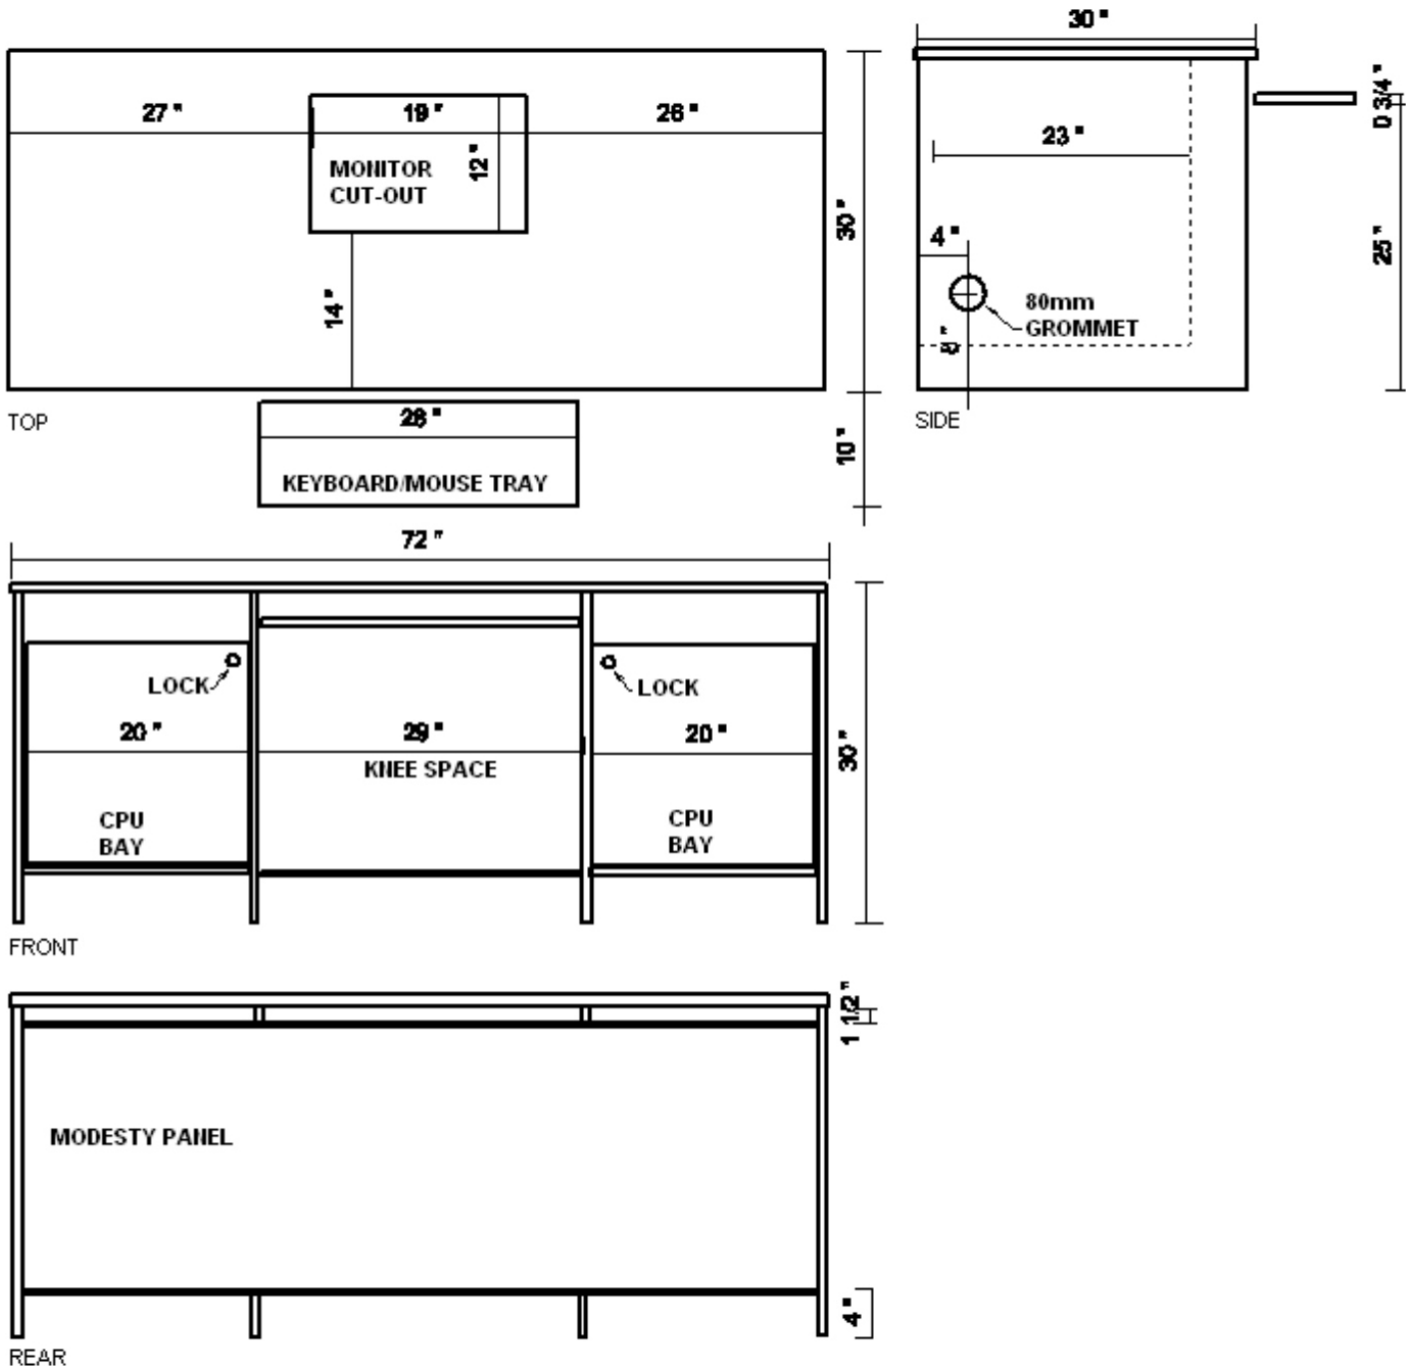 30 "
27 "
19 "
26 "
12 "
MONITOR
CUT-OUT
14 "
30 "
TOP
28 "
KEYBOARD/MOUSE TRAY
10 "
0 3/4 "
23 "
4 "
25 "
80mm
GROMMET
SIDE
72 "
LOCK
LOCK
20 "
29 "
20 "
KNEE SPACE
30 "
CPU
BAY
CPU
BAY
FRONT
1 1/2 "
MODESTY PANEL
4 "
REAR